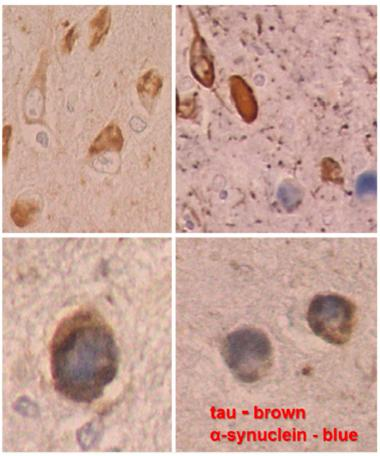 tau - brown
α-synuclein - blue